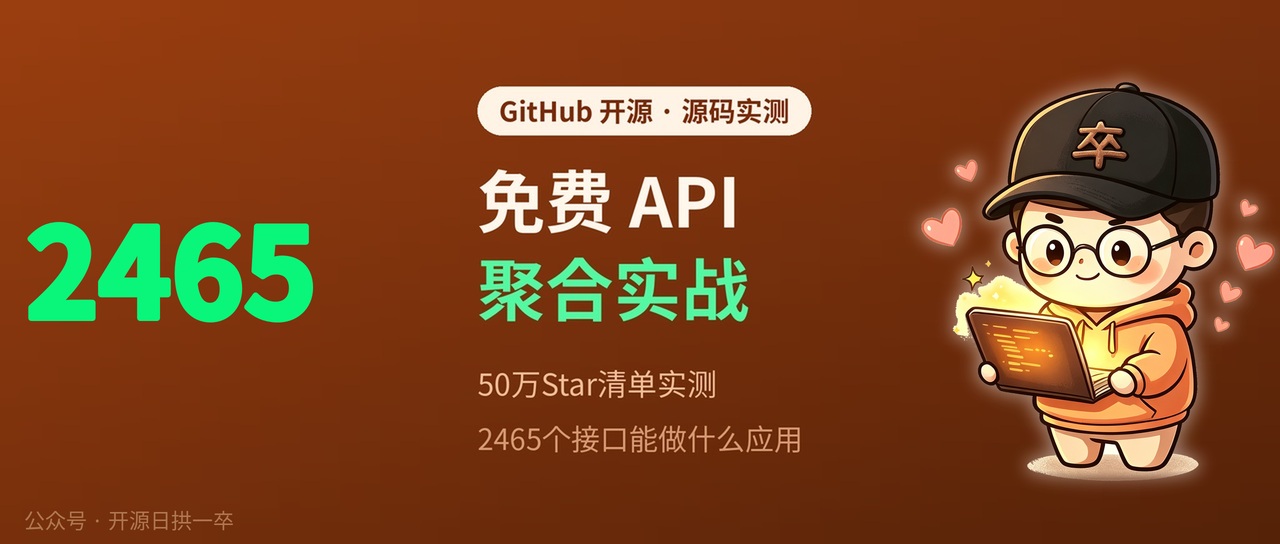 2465
GitHub 开源 · 源码实测
免费 API
聚合实战
50万Star清单实测
2465个接口能做什么应用
卒
公众号 · 开源日拱一卒